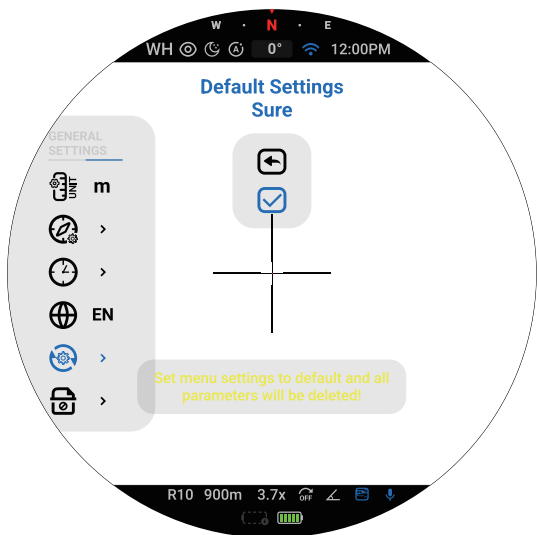 W · N · E
WH A 0° 12:00PM
Default Settings
Sure
GENERAL
SETTINGS
UNIT m
EN
Set menu settings to default and all
parameters will be deleted!
R10 900m 3.7x OFF